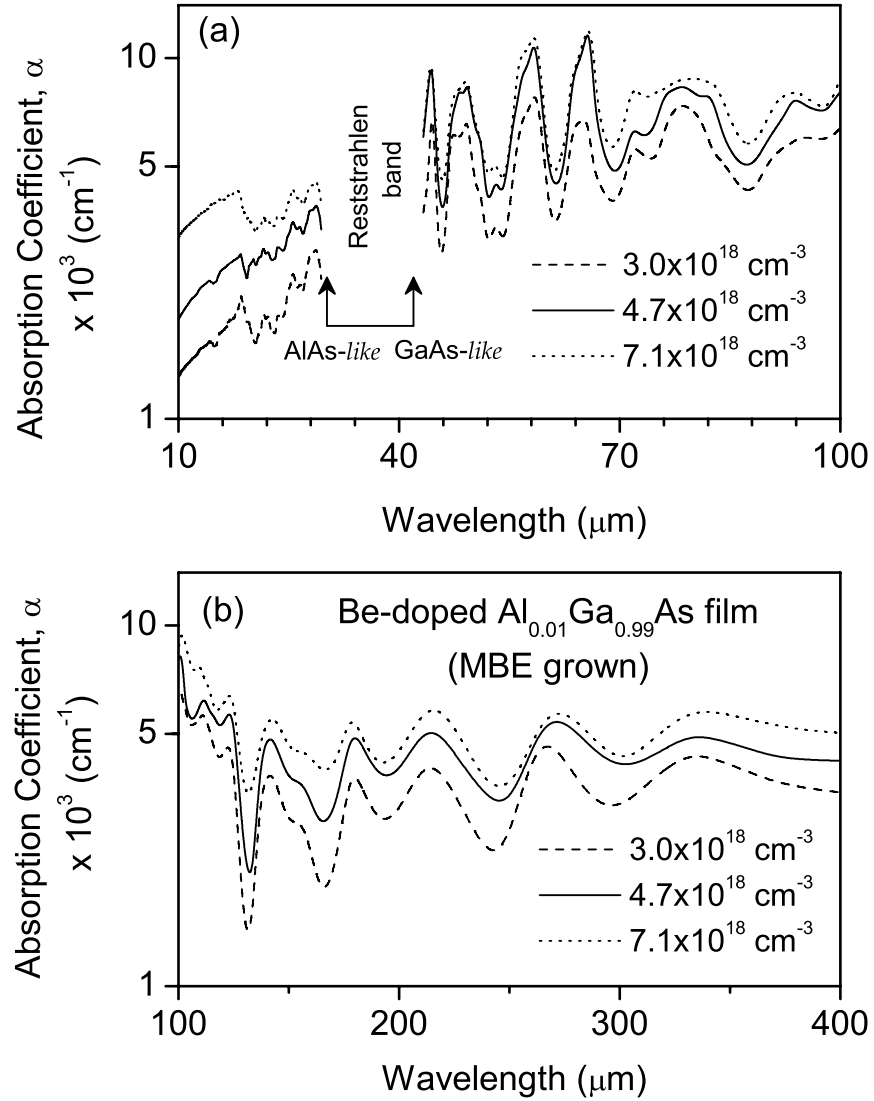 (a)
Absorption Coefficient, α
x 10³ (cm⁻¹)
10
5
1
Reststrahlen
band
3.0x10¹⁸ cm⁻³
4.7x10¹⁸ cm⁻³
7.1x10¹⁸ cm⁻³
AlAs-like GaAs-like
10 40 70 100
Wavelength (μm)
(b)
Be-doped Al₀.₀₁Ga₀.₉₉As film
(MBE grown)
Absorption Coefficient, α
x 10³ (cm⁻¹)
10
5
1
3.0x10¹⁸ cm⁻³
4.7x10¹⁸ cm⁻³
7.1x10¹⁸ cm⁻³
100 200 300 400
Wavelength (μm)